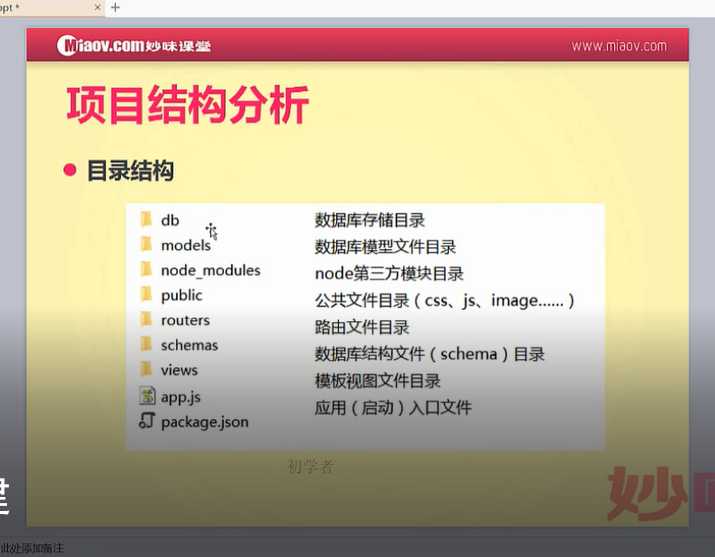 ppt *
Miaov.com妙味课堂
www.miaov.com
项目结构分析
目录结构
db 数据库存储目录
models 数据库模型文件目录
node_modules node第三方模块目录
public 公共文件目录（css、js、image……）
routers 路由文件目录
schemas 数据库结构文件（schema）目录
views 模板视图文件目录
app.js 应用（启动）入口文件
package.json
初学者
妙
此处添加备注